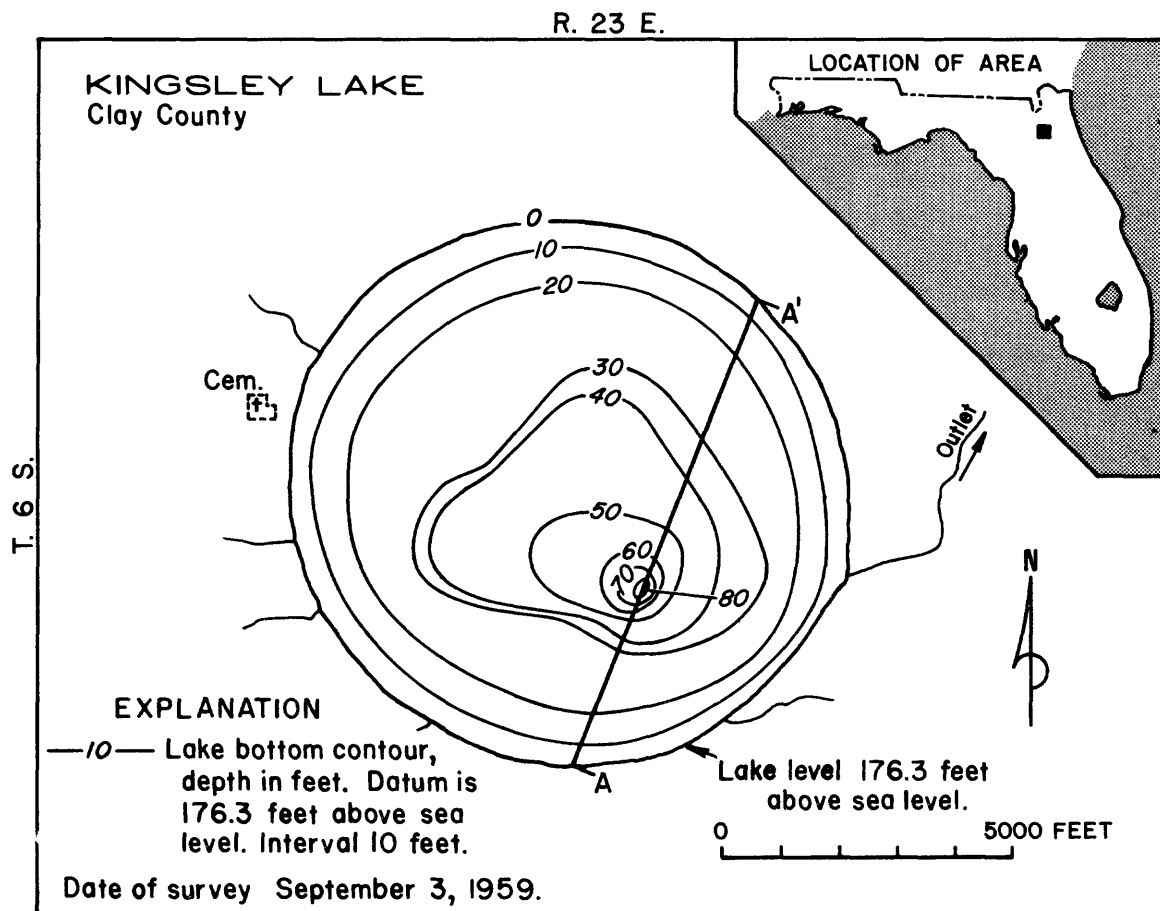 R. 23 E.
KINGSLEY LAKE
Clay County
LOCATION OF AREA
0
10
20
A'
30
Cem.
40
Outlet
T. 6 S.
50
60
70
80
N
EXPLANATION
10 Lake bottom contour,
depth in feet. Datum is
176.3 feet above sea
level. Interval 10 feet.
A
Lake level 176.3 feet
above sea level.
0 5000 FEET
Date of survey September 3, 1959.